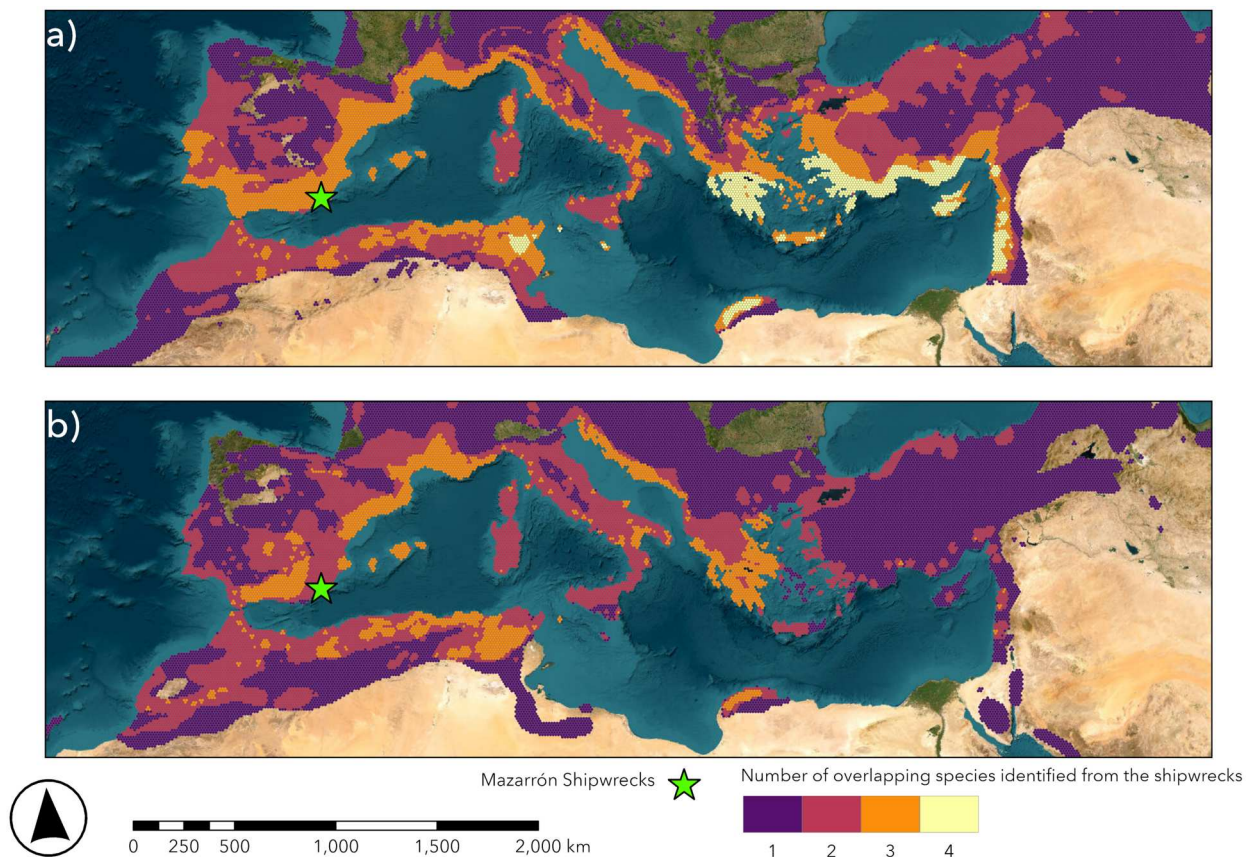 a)
b)
Mazarrón Shipwrecks
Number of overlapping species identified from the shipwrecks
0 250 500 1,000 1,500 2,000 km
1 2 3 4